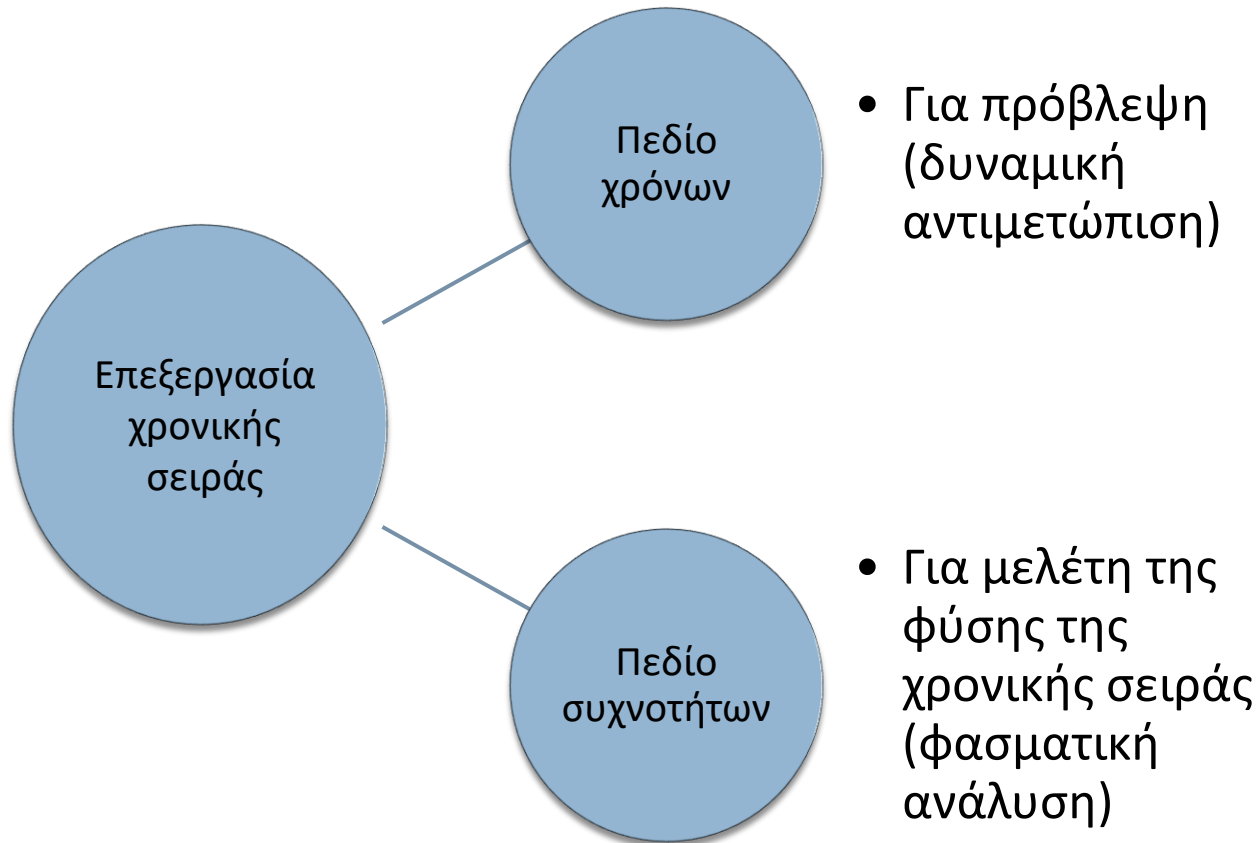 Επεξεργασία
χρονικής
σειράς
Πεδίο
χρόνων
• Για πρόβλεψη
(δυναμική
αντιμετώπιση)
Πεδίο
συχνοτήτων
• Για μελέτη της
φύσης της
χρονικής σειράς
(φασματική
ανάλυση)